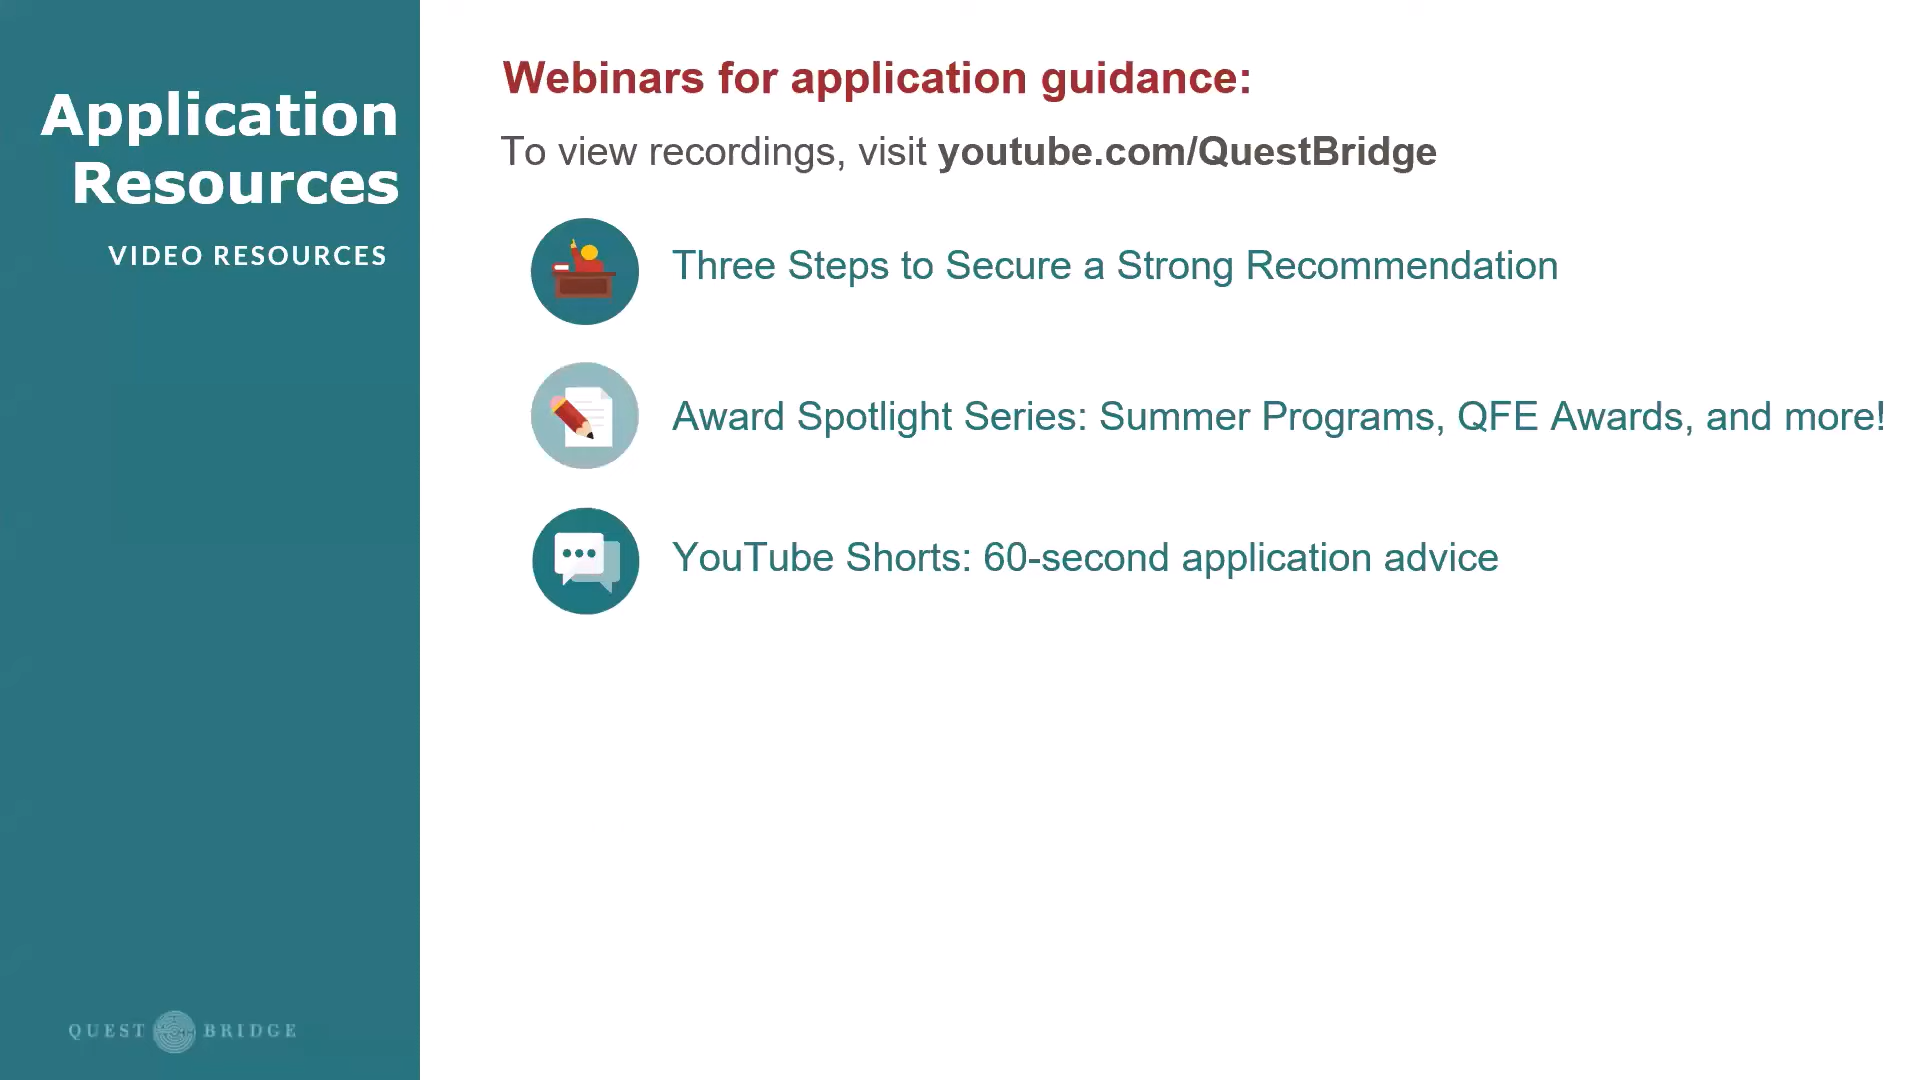 Application
Resources
VIDEO RESOURCES
Webinars for application guidance:
To view recordings, visit youtube.com/QuestBridge
Three Steps to Secure a Strong Recommendation
Award Spotlight Series: Summer Programs, QFE Awards, and more!
YouTube Shorts: 60-second application advice
QUEST BRIDGE